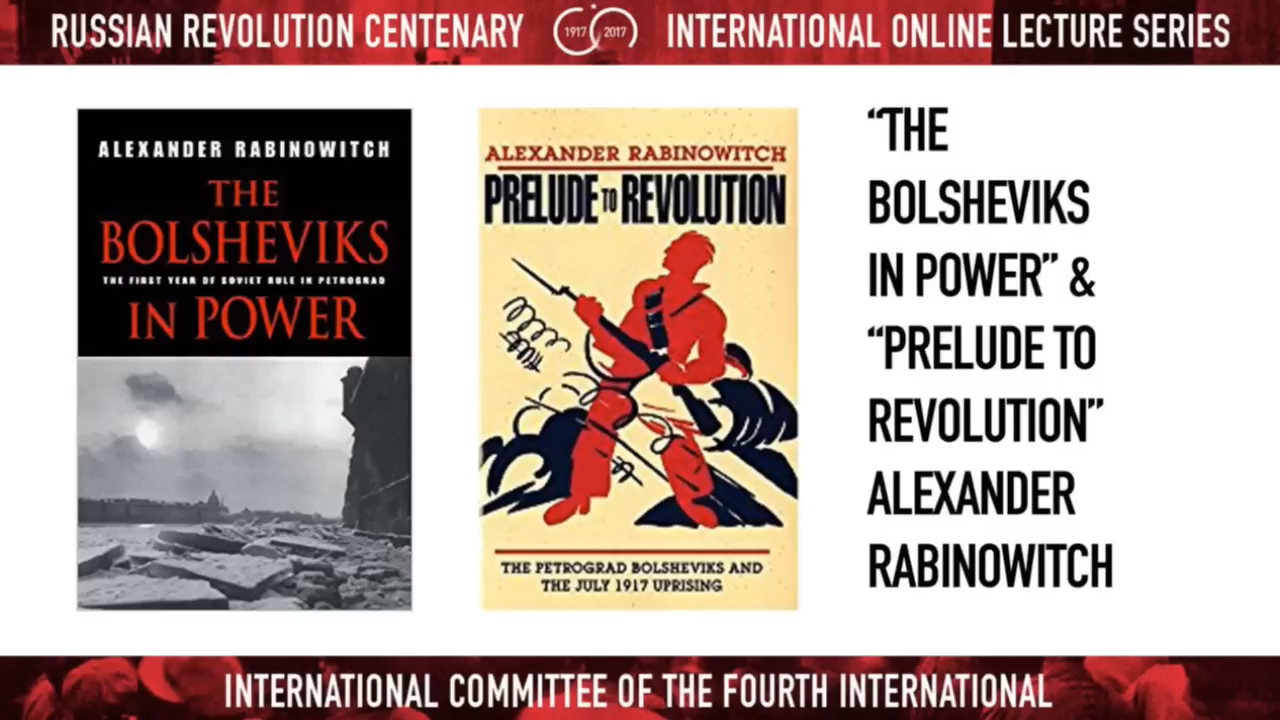 RUSSIAN REVOLUTION CENTENARY 1917 2017 INTERNATIONAL ONLINE LECTURE SERIES
ALEXANDER RABINOWITCH
THE
BOLSHEVIKS
THE FIRST YEAR OF SOVIET RULE IN PETROGRAD
IN POWER
ALEXANDER RABINOWITCH
PRELUDE TO REVOLUTION
THE PETROGRAD BOLSHEVIKS AND
THE JULY 1917 UPRISING
“THE
BOLSHEVIKS
IN POWER” &
“PRELUDE TO
REVOLUTION”
ALEXANDER
RABINOWITCH
INTERNATIONAL COMMITTEE OF THE FOURTH INTERNATIONAL